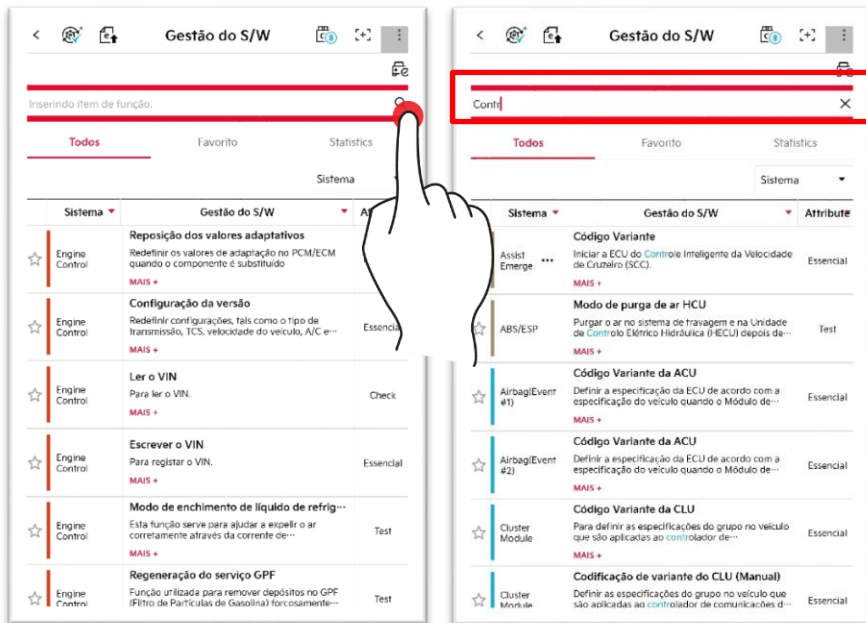 Gestão do S/W
Inserindo item de função.
Todos Favorito Statistics
Sistema
Sistema Gestão do S/W
Reposição dos valores adaptativos
Engine
Control
Redefinir os valores de adaptação no PCM/ECM
quando o componente é substituído
MAIS +
Configuração da versão
Engine
Control
Redefinir configurações, tais como o tipo de
transmissão, TCS, velocidade do veículo, A/C e···
MAIS +
Ler o VIN
Engine
Control
Para ler o VIN.
Check
MAIS +
Escrever o VIN
Engine
Control
Para registar o VIN.
Essencial
MAIS +
Modo de enchimento de líquido de refrig···
Engine
Control
Esta função serve para ajudar a expelir o ar
corretamente através da corrente de···
Test
MAIS +
Regeneração do serviço GPF
Engine
Control
Função utilizada para remover depósitos no GPF
(Filtro de Partículas de Gasolina) forcosamente···
Test
Gestão do S/W
Contr
Todos Favorito Statistics
Sistema
Sistema Gestão do S/W Attribute
Código Variante
Assist
Emerge ···
Iniciar a ECU do Controle Inteligente da Velocidade
de Cruzeiro (SCC).
Essencial
MAIS +
Modo de purga de ar HCU
ABS/ESP
Purgar o ar no sistema de travagem e na Unidade
de Controlo Elétrico Hidráulica (HECU) depois de···
Test
MAIS +
Código Variante da ACU
Airbag(Event
#1)
Definir a especificação da ECU de acordo com a
especificação do veículo quando o Módulo de···
Essencial
MAIS +
Código Variante da ACU
Airbag(Event
#2)
Definir a especificação da ECU de acordo com a
especificação do veículo quando o Módulo de···
Essencial
MAIS +
Código Variante da CLU
Cluster
Module
Para definir as especificações do grupo no veículo
que são aplicadas ao controlador de···
Essencial
MAIS +
Codificação de variante do CLU (Manual)
Cluster
Module
Definir as especificações do grupo no veículo que
são aplicadas ao controlador de comunicações d···
Essencial